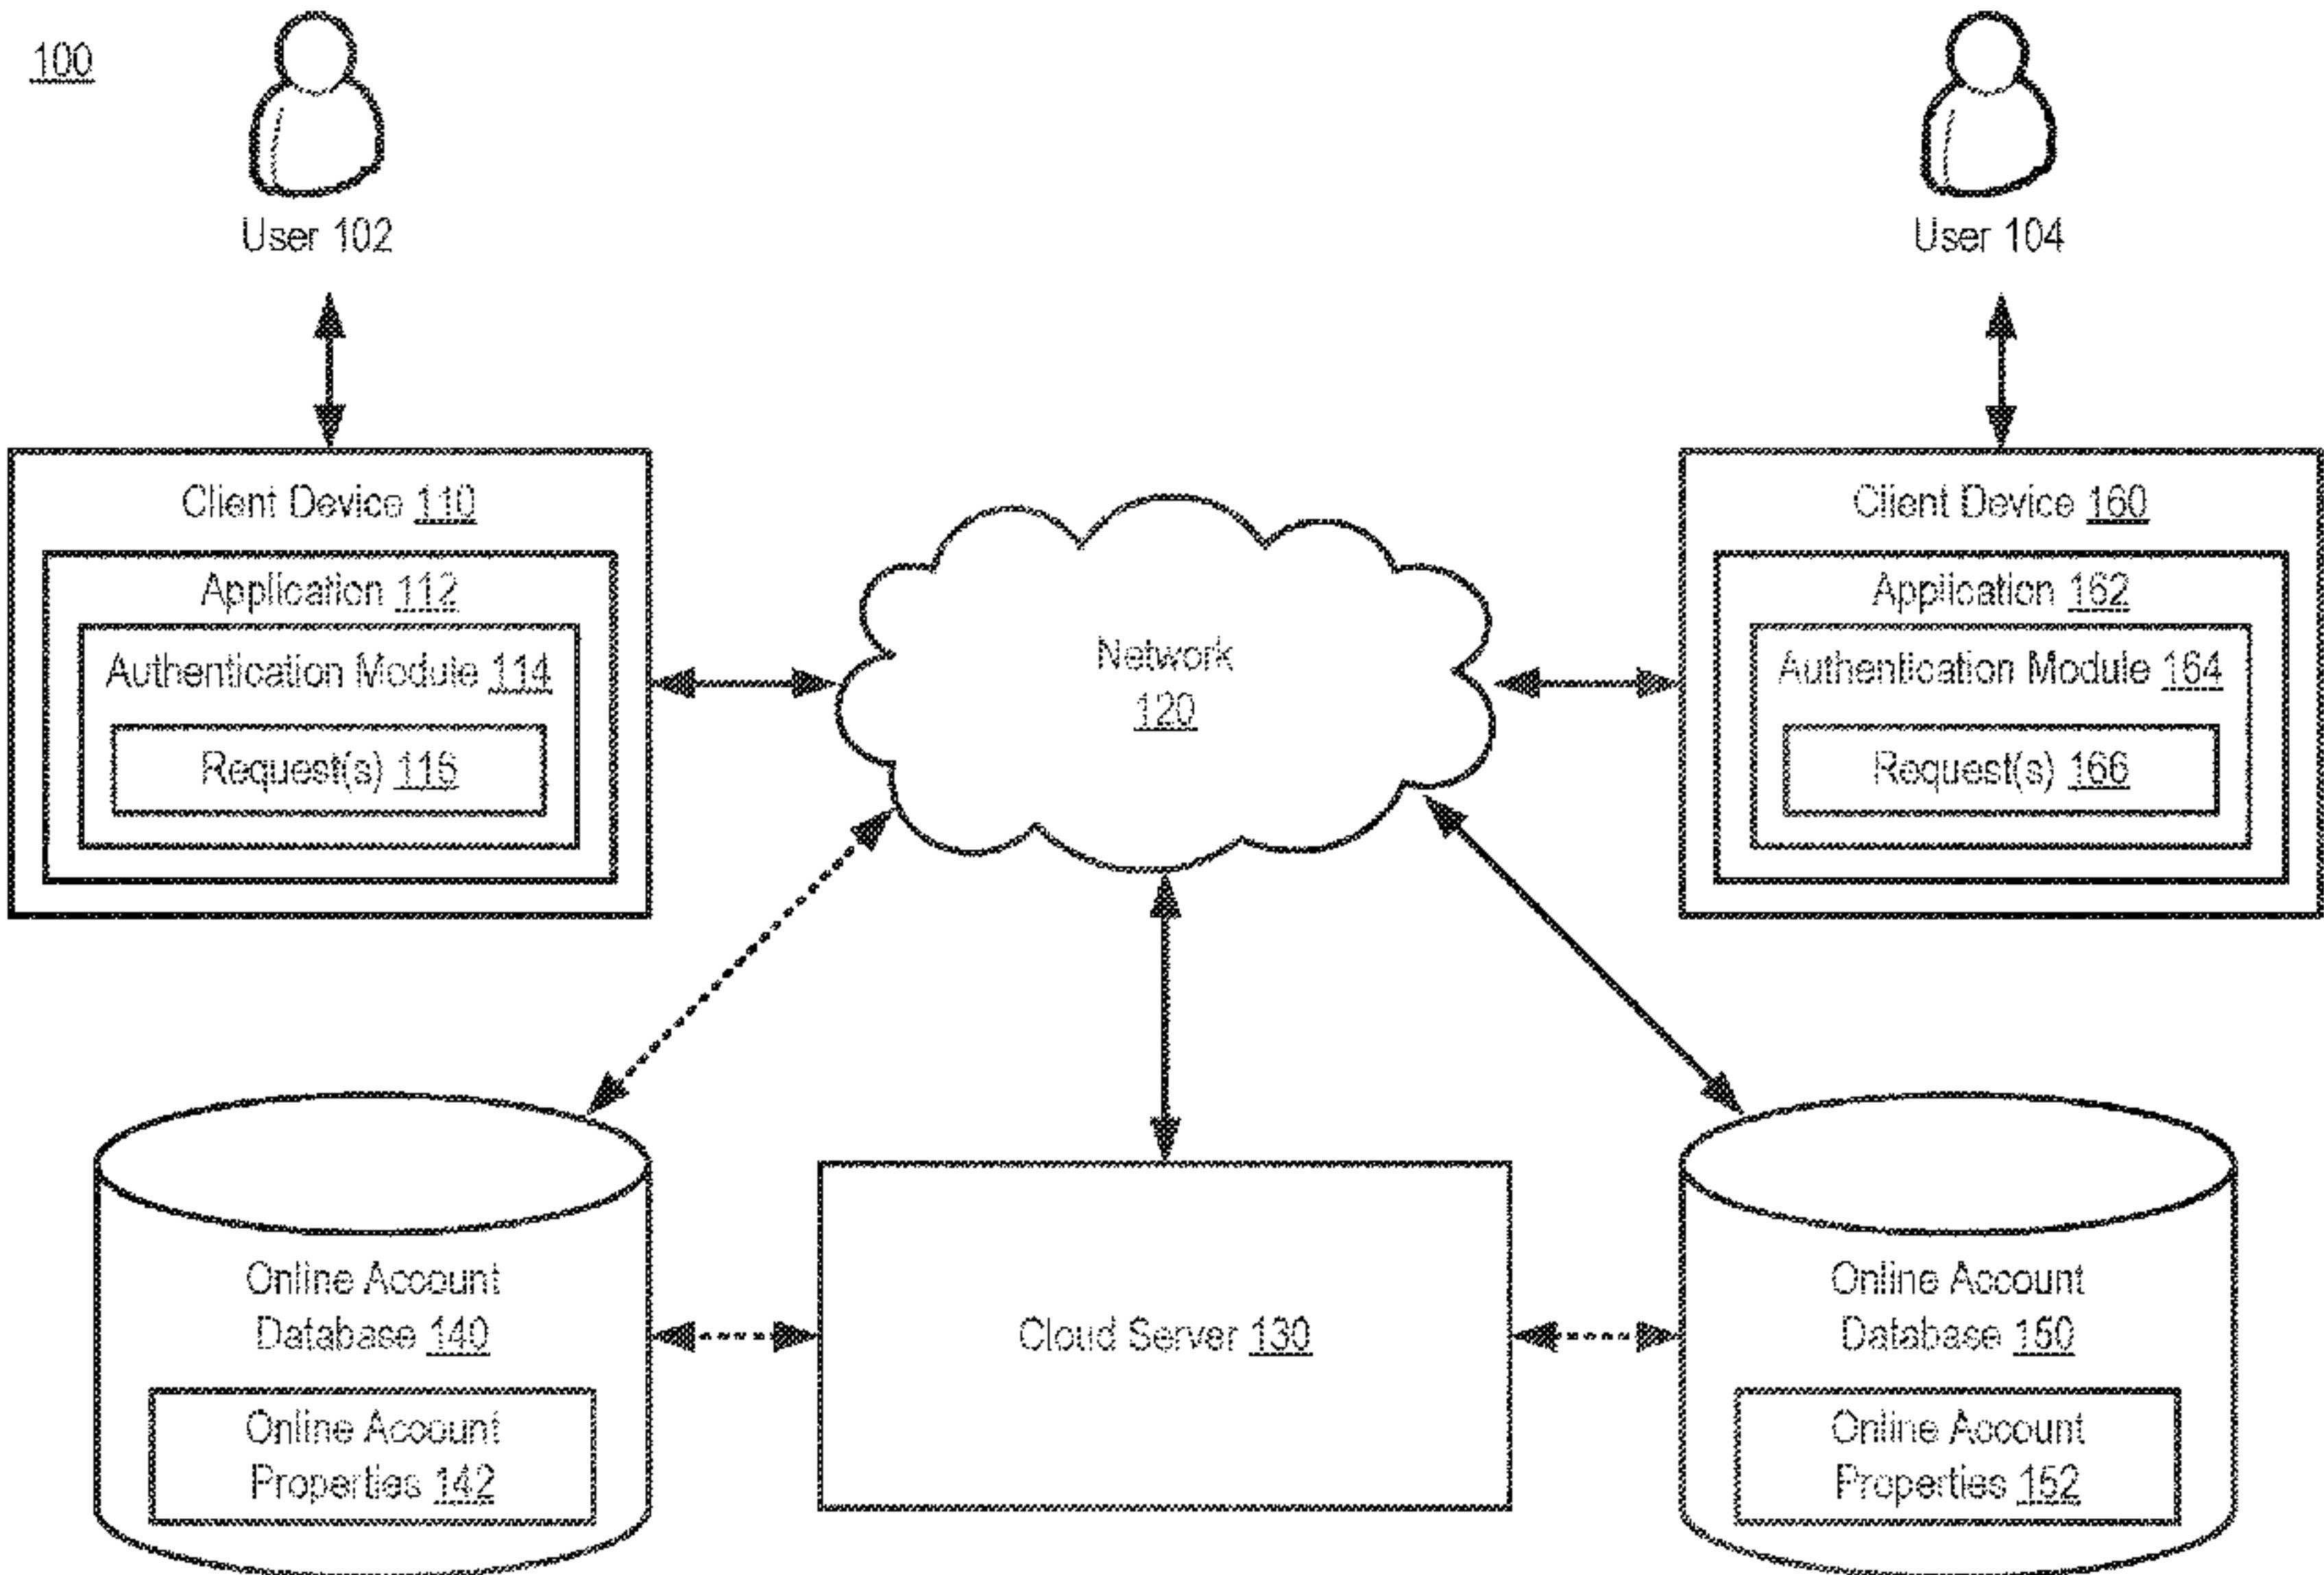 100
User 102
User 104
Client Device 110
Application 112
Authentication Module 114
Request(s) 116
Client Device 160
Application 162
Authentication Module 164
Request(s) 166
Network
120
Online Account
Database 140
Online Account
Properties 142
Cloud Server 130
Online Account
Database 150
Online Account
Properties 152